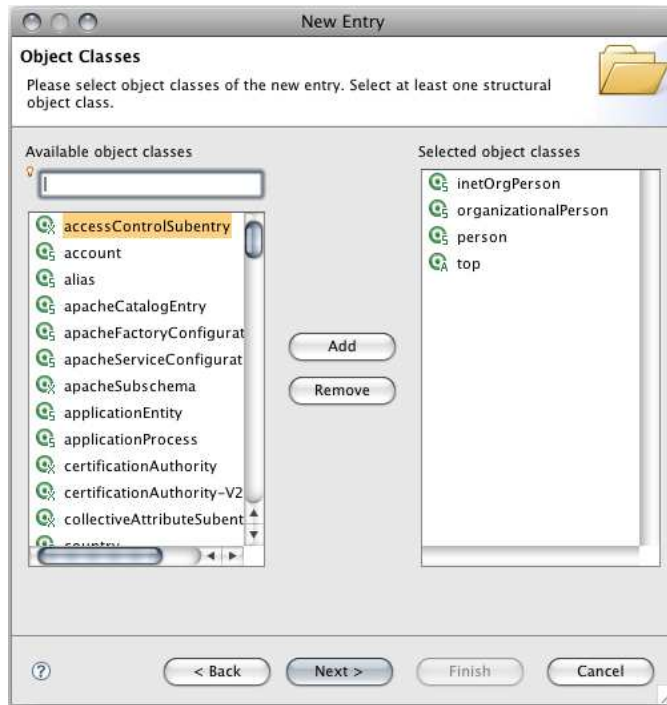 New Entry
Object Classes
Please select object classes of the new entry. Select at least one structural
object class.
Available object classes
accessControlSubentry
account
alias
apacheCatalogEntry
apacheFactoryConfigurat
apacheServiceConfigurat
apacheSubschema
applicationEntity
applicationProcess
certificationAuthority
certificationAuthority-V2
collectiveAttributeSubent
country
Add
Remove
Selected object classes
inetOrgPerson
organizationalPerson
person
top
?
< Back
Next >
Finish
Cancel